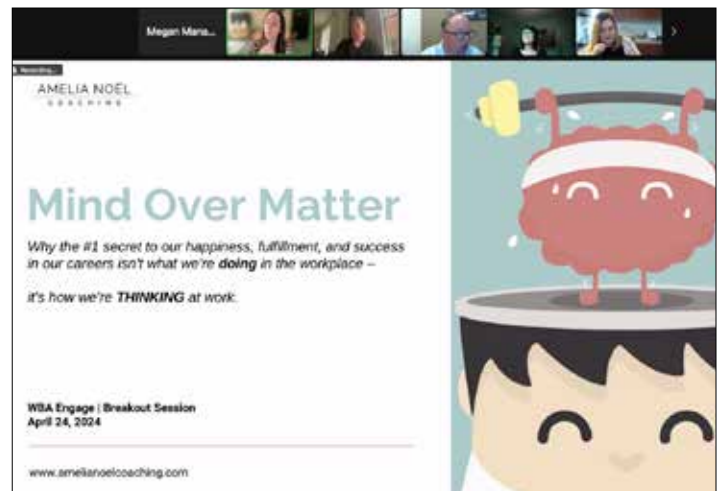 Megan Mana...
Recording...
AMELIA NOËL
COACHING
Mind Over Matter
Why the #1 secret to our happiness, fulfillment, and success
in our careers isn't what we're doing in the workplace –
it's how we're THINKING at work.
WBA Engage | Breakout Session
April 24, 2024
www.amelianoelcoaching.com